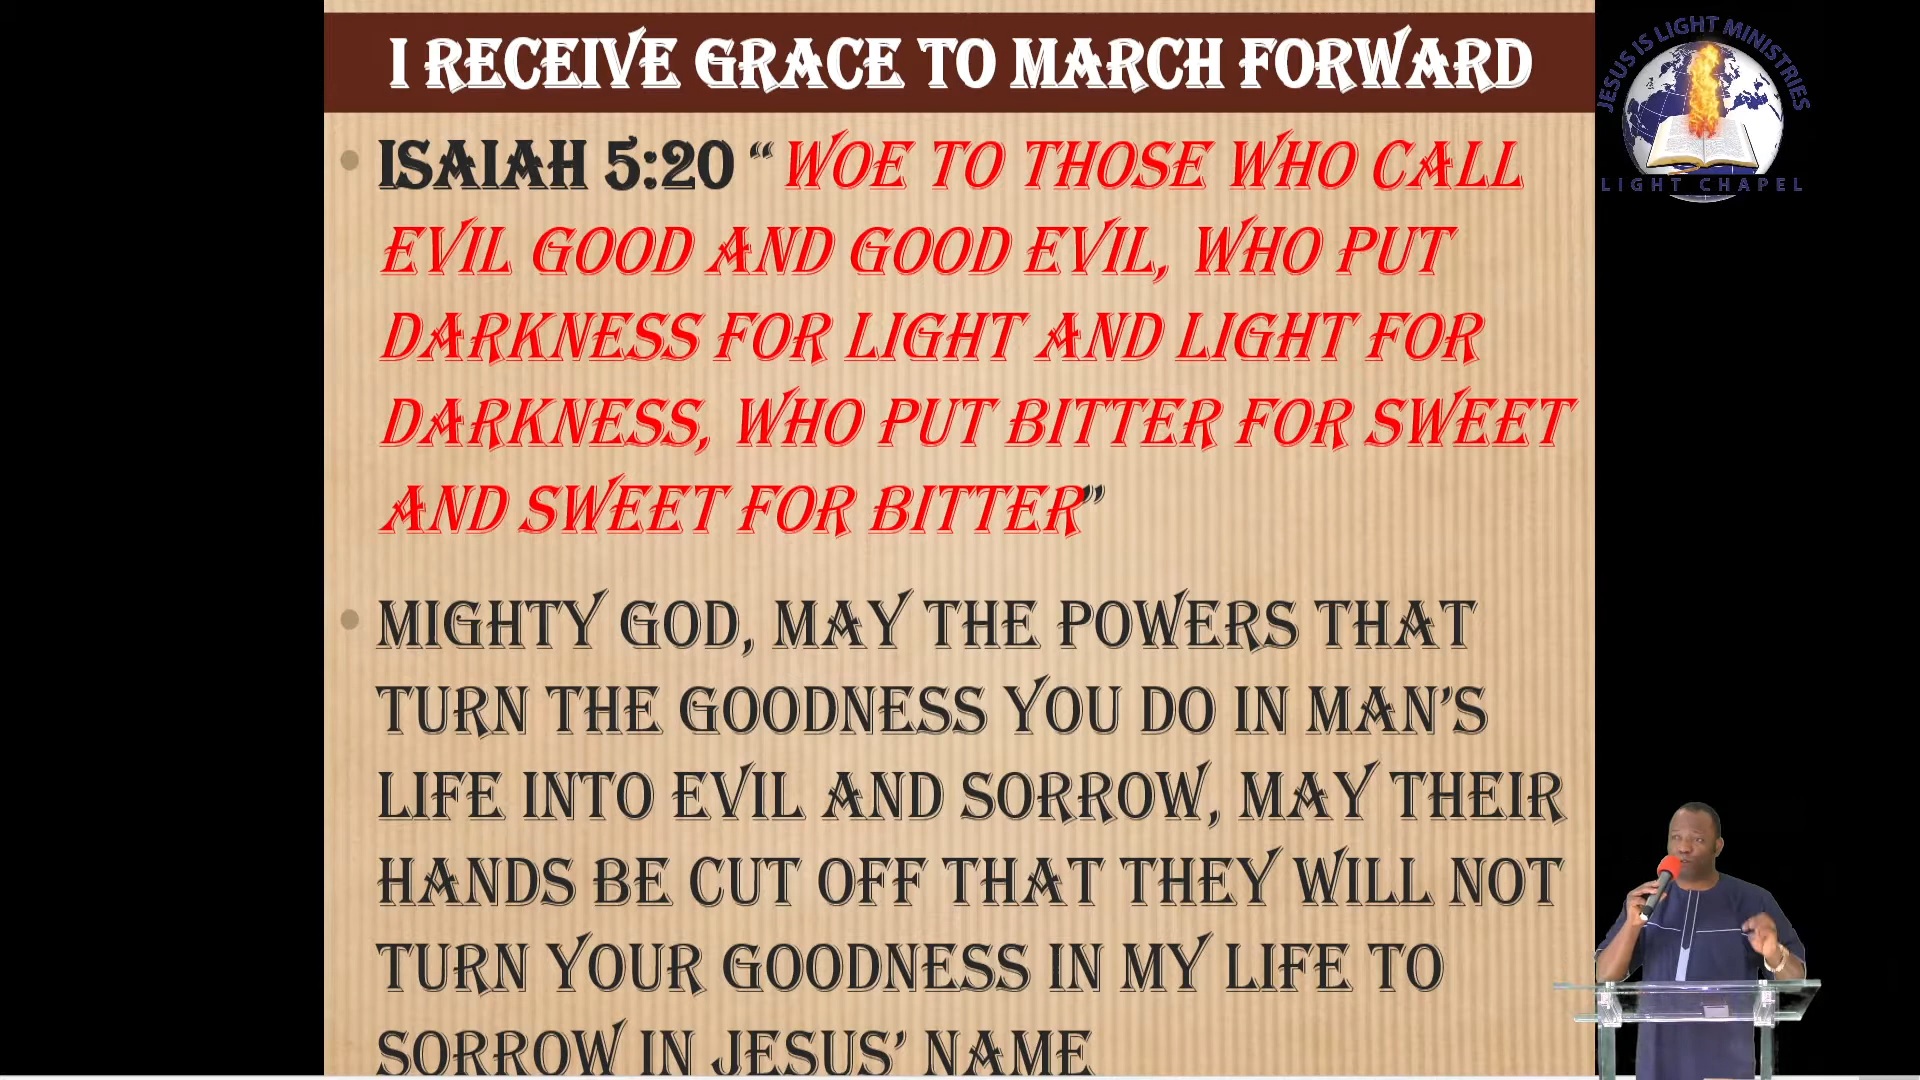 I RECEIVE GRACE TO MARCH FORWARD
• ISAIAH 5:20 “WOE TO THOSE WHO CALL
EVIL GOOD AND GOOD EVIL, WHO PUT
DARKNESS FOR LIGHT AND LIGHT FOR
DARKNESS, WHO PUT BITTER FOR SWEET
AND SWEET FOR BITTER”
• MIGHTY GOD, MAY THE POWERS THAT
TURN THE GOODNESS YOU DO IN MAN’S
LIFE INTO EVIL AND SORROW, MAY THEIR
HANDS BE CUT OFF THAT THEY WILL NOT
TURN YOUR GOODNESS IN MY LIFE TO
SORROW IN JESUS’ NAME
JESUS IS LIGHT MINISTRIES
LIGHT CHAPEL